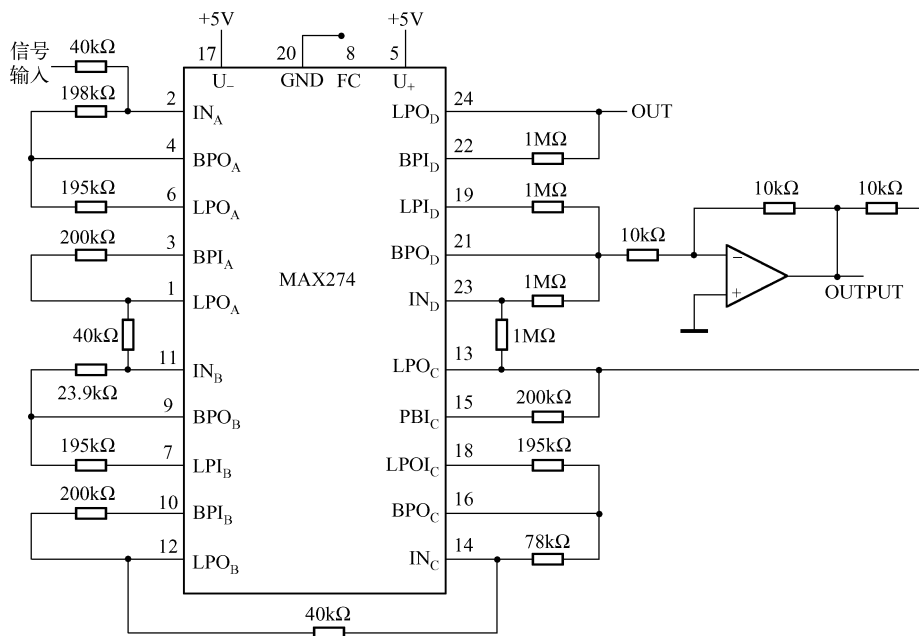 +5V
+5V
信号
输入
40kΩ
17
20
8
5
U₋
GND
FC
U₊
198kΩ
2
IN_A
LPO_D
24
OUT
4
BPO_A
BPI_D
22
1MΩ
195kΩ
6
LPO_A
LPI_D
19
1MΩ
10kΩ
10kΩ
200kΩ
3
BPI_A
BPO_D
21
10kΩ
−
+
OUTPUT
MAX274
1
LPO_A
IN_D
23
1MΩ
40kΩ
1MΩ
11
IN_B
LPO_C
13
23.9kΩ
9
BPO_B
PBI_C
15
200kΩ
195kΩ
7
LPI_B
LPOI_C
18
195kΩ
200kΩ
10
BPI_B
BPO_C
16
12
LPO_B
IN_C
14
78kΩ
40kΩ